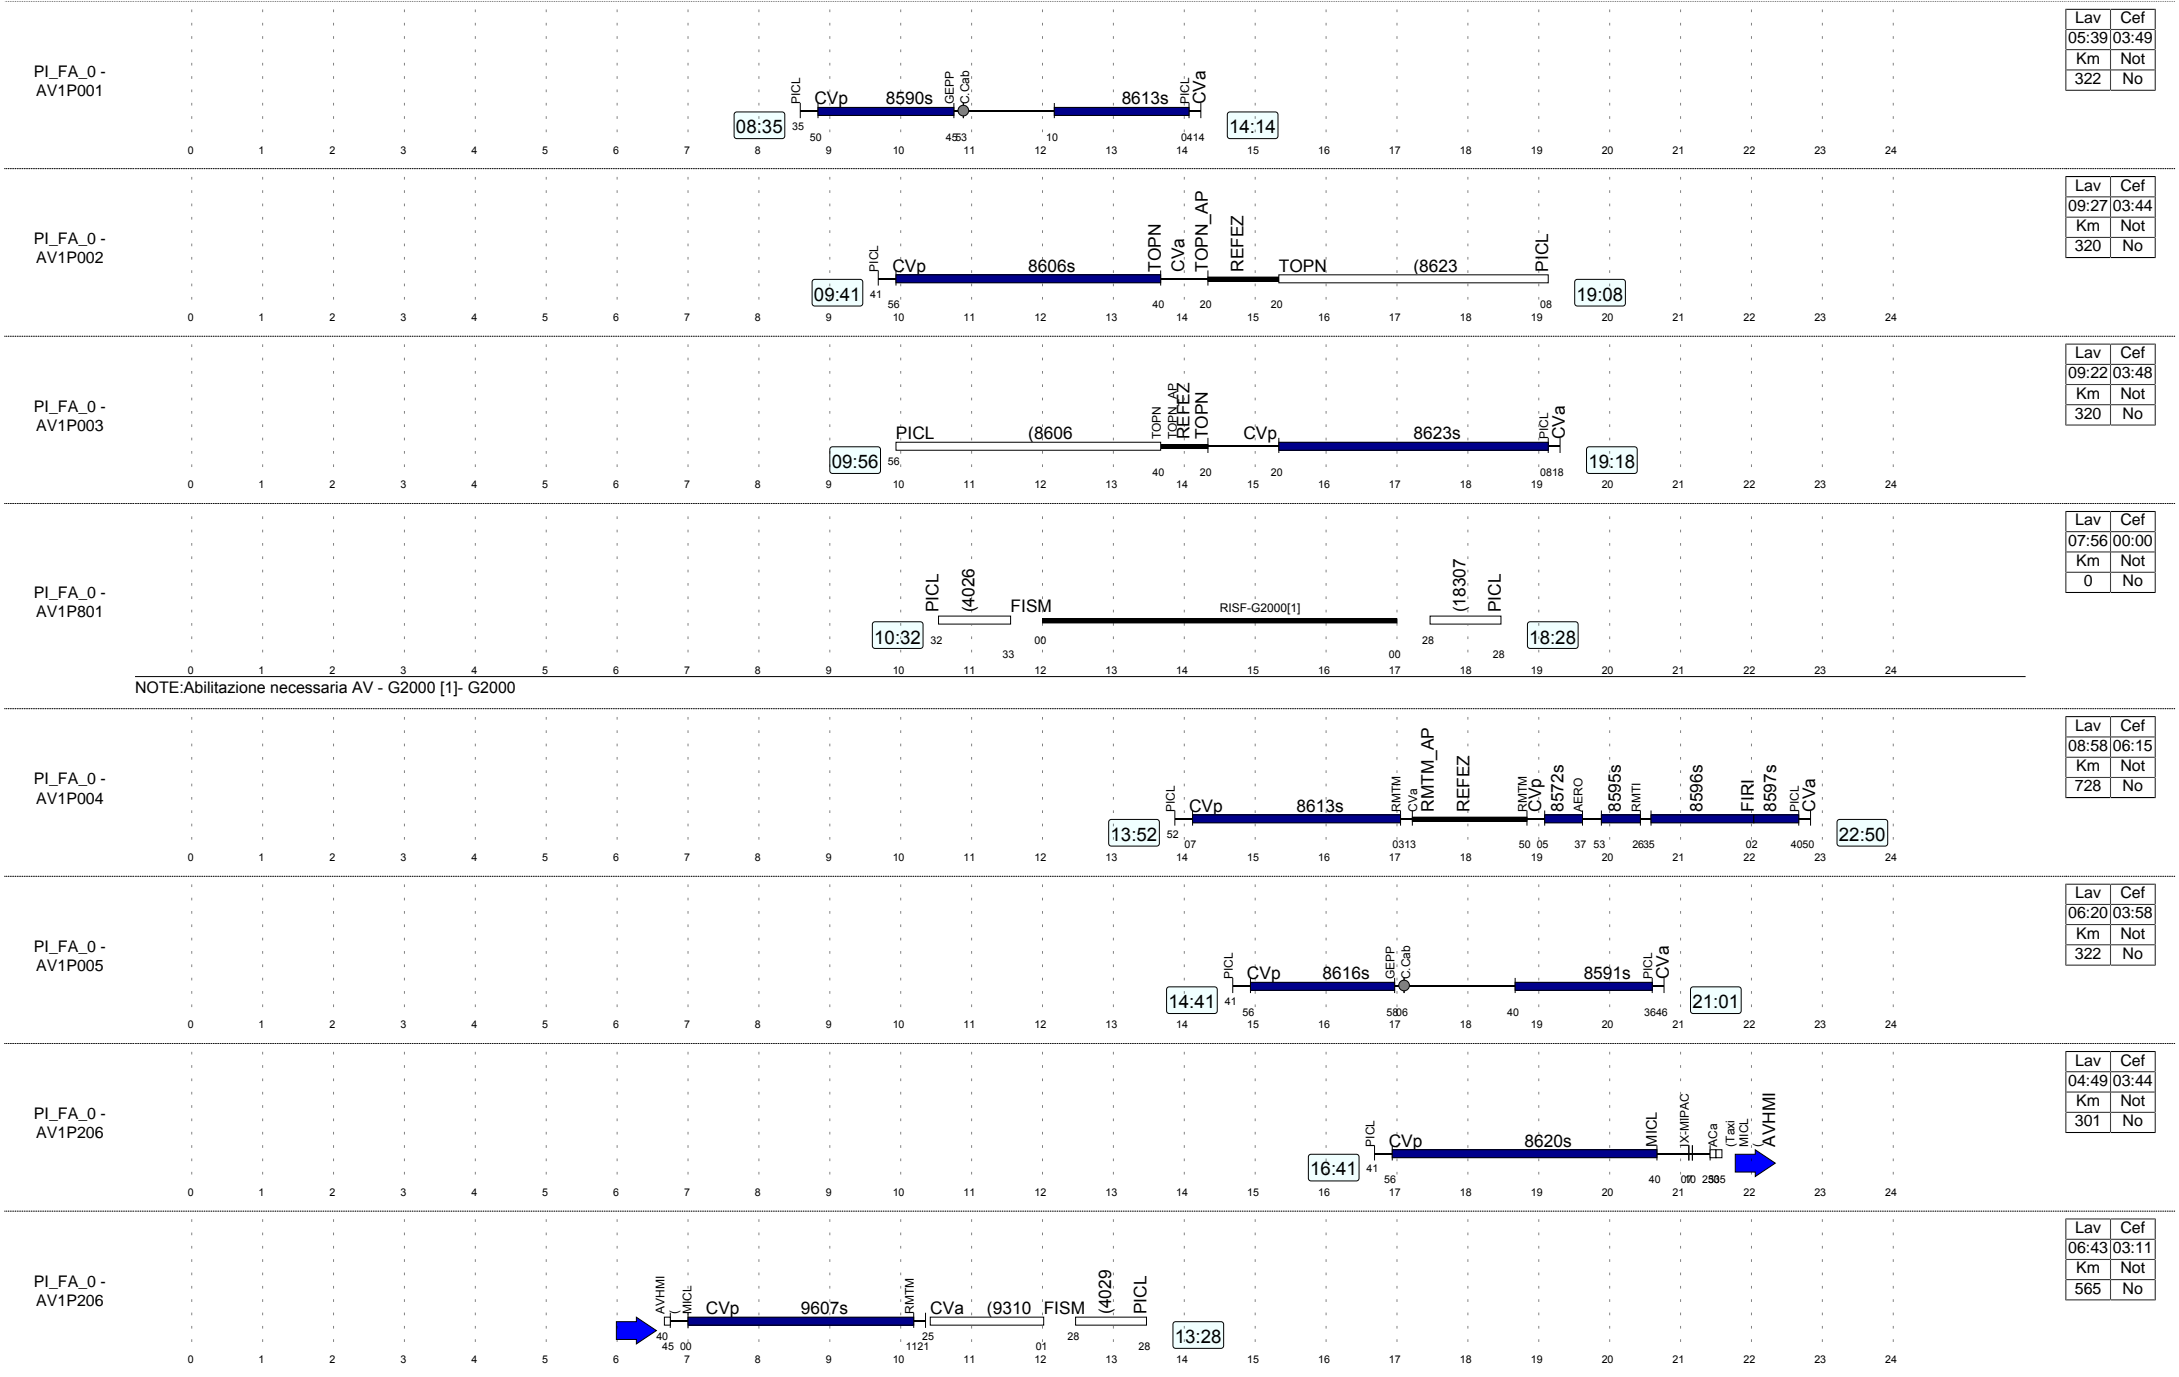 PI_FA_0 -
AV1P001
PICL CVp 8590s GEPP C.Cab 8613s PICL CVa
08:35 35 50 45 53 10 04 14 14:14
0 1 2 3 4 5 6 7 8 9 10 11 12 13 14 15 16 17 18 19 20 21 22 23 24
Lav Cef
05:39 03:49
Km Not
322 No
PI_FA_0 -
AV1P002
PICL CVp 8606s TOPN CVa TOPN_AP REFEZ TOPN (8623 PICL
09:41 41 56 40 20 20 08 19:08
0 1 2 3 4 5 6 7 8 9 10 11 12 13 14 15 16 17 18 19 20 21 22 23 24
Lav Cef
09:27 03:44
Km Not
320 No
PI_FA_0 -
AV1P003
PICL (8606 TOPN TOPN_AP REFEZ TOPN CVp 8623s PICL CVa
09:56 56 40 20 20 08 18 19:18
0 1 2 3 4 5 6 7 8 9 10 11 12 13 14 15 16 17 18 19 20 21 22 23 24
Lav Cef
09:22 03:48
Km Not
320 No
PI_FA_0 -
AV1P801
PICL (4026 FISM RISF-G2000[1] (18307 PICL
10:32 32 33 00 00 28 28 18:28
0 1 2 3 4 5 6 7 8 9 10 11 12 13 14 15 16 17 18 19 20 21 22 23 24
NOTE:Abilitazione necessaria AV - G2000 [1]- G2000
Lav Cef
07:56 00:00
Km Not
0 No
PI_FA_0 -
AV1P004
PICL CVp 8613s RMTM CVa RMTM_AP REFEZ RMTM CVp 8572s AERO 8595s RMTI 8596s FIRI 8597s PICL CVa
13:52 52 07 03 13 50 05 37 53 26 35 02 40 50 22:50
0 1 2 3 4 5 6 7 8 9 10 11 12 13 14 15 16 17 18 19 20 21 22 23 24
Lav Cef
08:58 06:15
Km Not
728 No
PI_FA_0 -
AV1P005
PICL CVp 8616s GEPP C.Cab 8591s PICL CVa
14:41 41 56 58 06 40 36 46 21:01
0 1 2 3 4 5 6 7 8 9 10 11 12 13 14 15 16 17 18 19 20 21 22 23 24
Lav Cef
06:20 03:58
Km Not
322 No
PI_FA_0 -
AV1P206
PICL CVp 8620s MICL X-MIPAC ACa (Taxi MICL ( AVHMI
16:41 41 56 40 07 10 25 30 35
0 1 2 3 4 5 6 7 8 9 10 11 12 13 14 15 16 17 18 19 20 21 22 23 24
Lav Cef
04:49 03:44
Km Not
301 No
PI_FA_0 -
AV1P206
AVHMI ( MICL CVp 9607s RMTM CVa (9310 FISM (4029 PICL
40 45 00 11 21 25 01 28 28 13:28
0 1 2 3 4 5 6 7 8 9 10 11 12 13 14 15 16 17 18 19 20 21 22 23 24
Lav Cef
06:43 03:11
Km Not
565 No